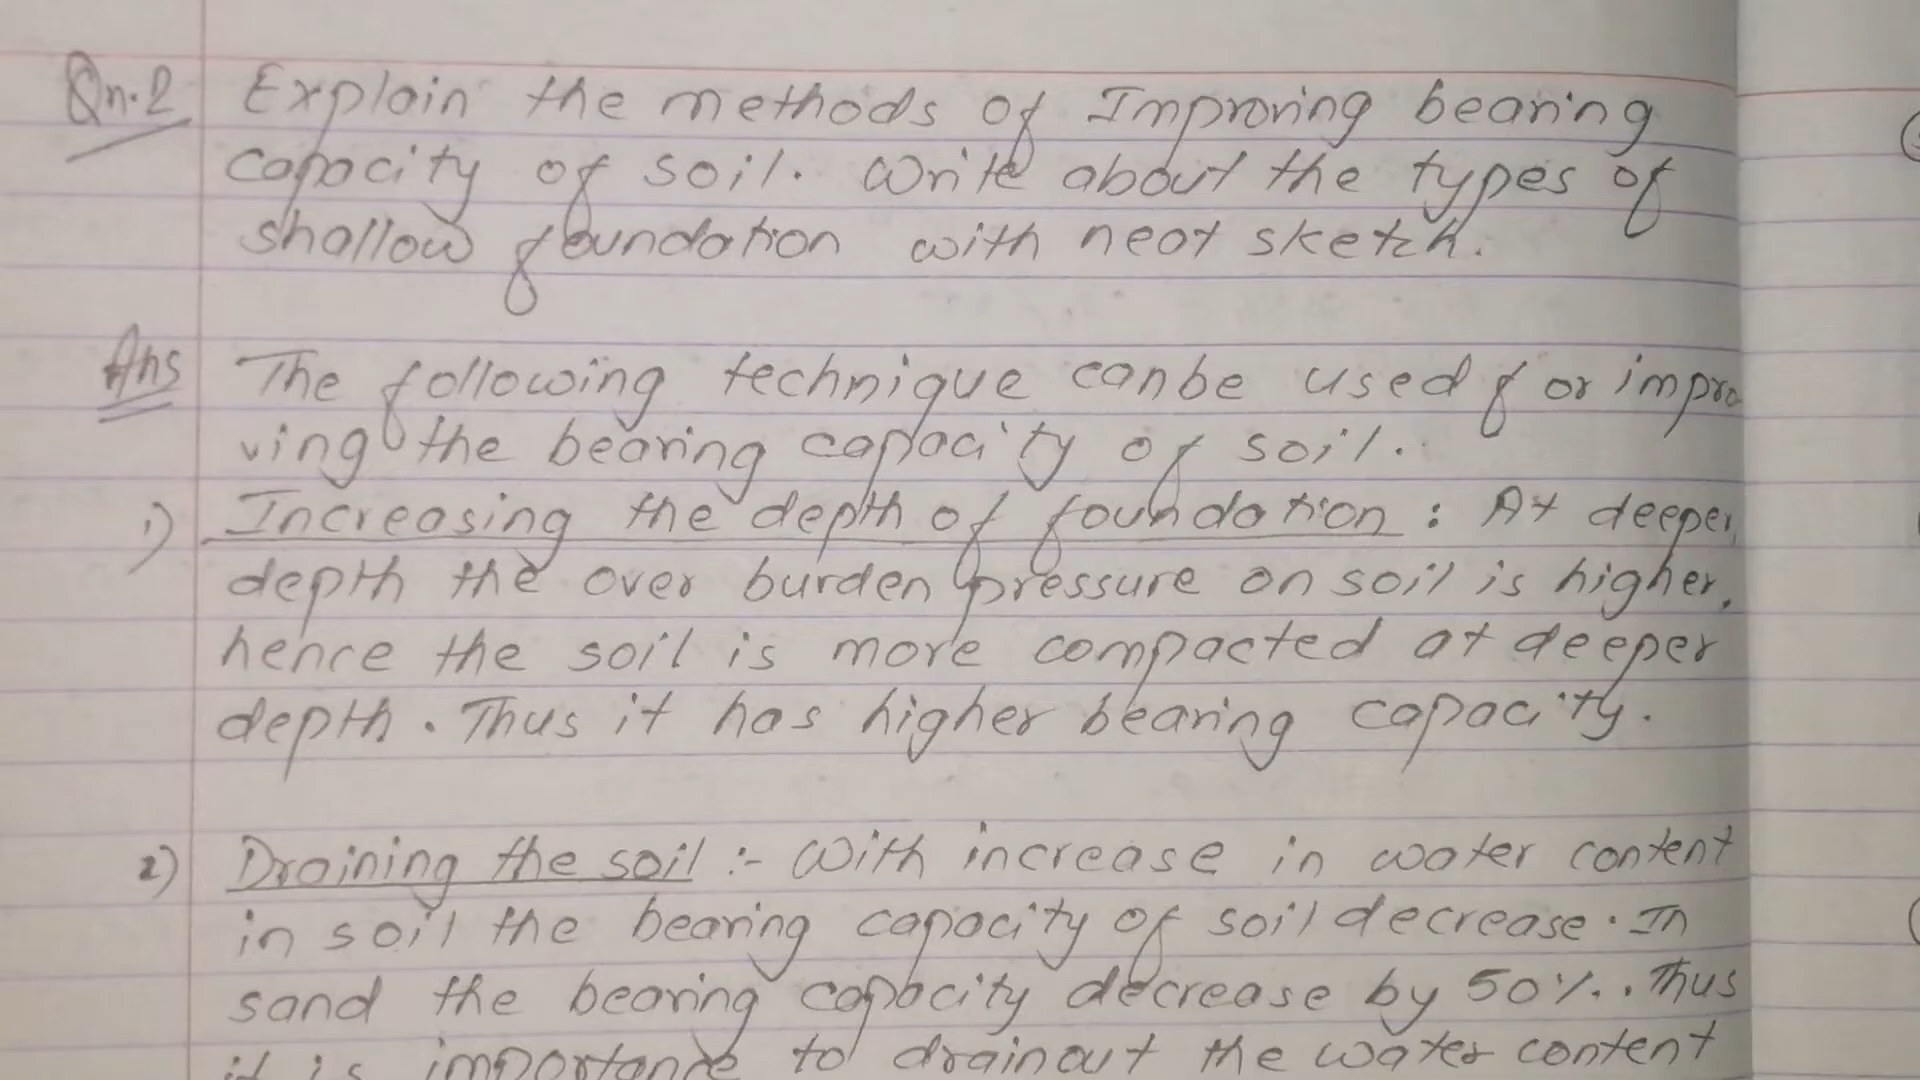 Qn.2 Explain the methods of Improving bearing
capacity of soil. Write about the types of
shallow foundation with neat sketch.
Ans The following technique canbe used for impro
ving the bearing capacity of soil.
1) Increasing the depth of foundation : At deeper
depth the over burden pressure on soil is higher,
hence the soil is more compacted at deeper
depth. Thus it has higher bearing capacity.
2) Draining the soil :- With increase in water content
in soil the bearing capacity of soil decrease. In
sand the bearing capacity decrease by 50%. Thus
it is importance to drainout the water content